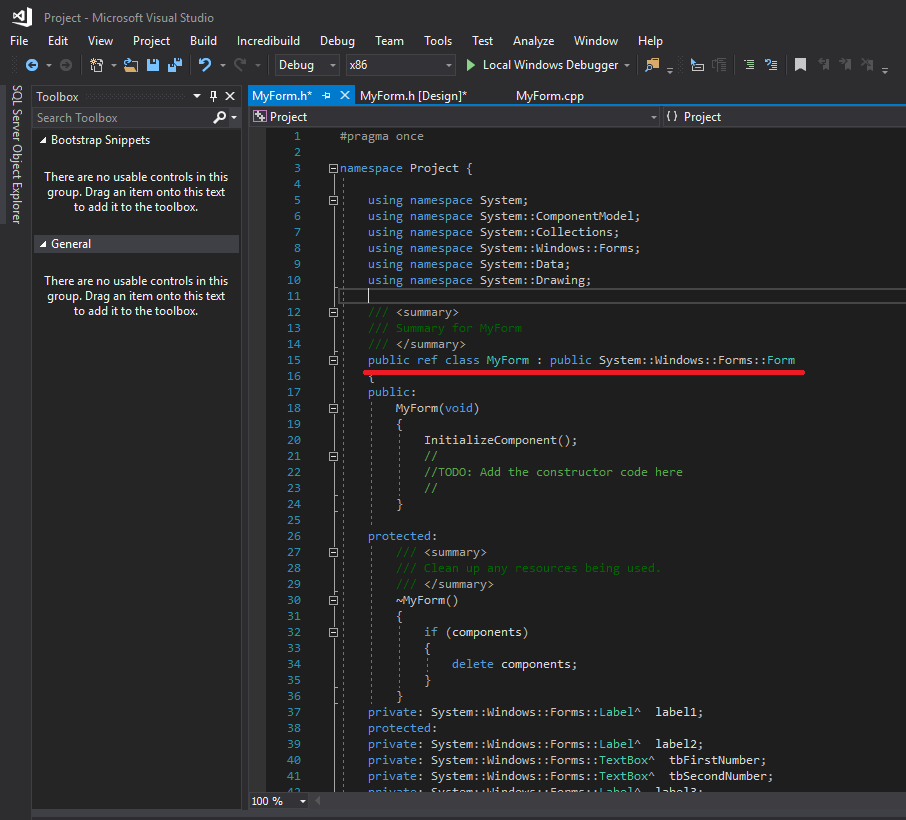 Project - Microsoft Visual Studio
File Edit View Project Build Incredibuild Debug Team Tools Test Analyze Window Help
Debug x86 Local Windows Debugger
SQL Server Object Explorer
Toolbox
Search Toolbox
Bootstrap Snippets
There are no usable controls in this
group. Drag an item onto this text
to add it to the toolbox.
General
There are no usable controls in this
group. Drag an item onto this text
to add it to the toolbox.
MyForm.h* MyForm.h [Design]* MyForm.cpp
Project {} Project
1 #pragma once
2
3 namespace Project {
4
5 using namespace System;
6 using namespace System::ComponentModel;
7 using namespace System::Collections;
8 using namespace System::Windows::Forms;
9 using namespace System::Data;
10 using namespace System::Drawing;
11
12 /// <summary>
13 /// Summary for MyForm
14 /// </summary>
15 public ref class MyForm : public System::Windows::Forms::Form
16 {
17 public:
18 MyForm(void)
19 {
20 InitializeComponent();
21 //
22 //TODO: Add the constructor code here
23 //
24 }
25
26 protected:
27 /// <summary>
28 /// Clean up any resources being used.
29 /// </summary>
30 ~MyForm()
31 {
32 if (components)
33 {
34 delete components;
35 }
36 }
37 private: System::Windows::Forms::Label^ label1;
38 protected:
39 private: System::Windows::Forms::Label^ label2;
40 private: System::Windows::Forms::TextBox^ tbFirstNumber;
41 private: System::Windows::Forms::TextBox^ tbSecondNumber;
42 private: System::Windows::Forms::Label^ label3;
100 %